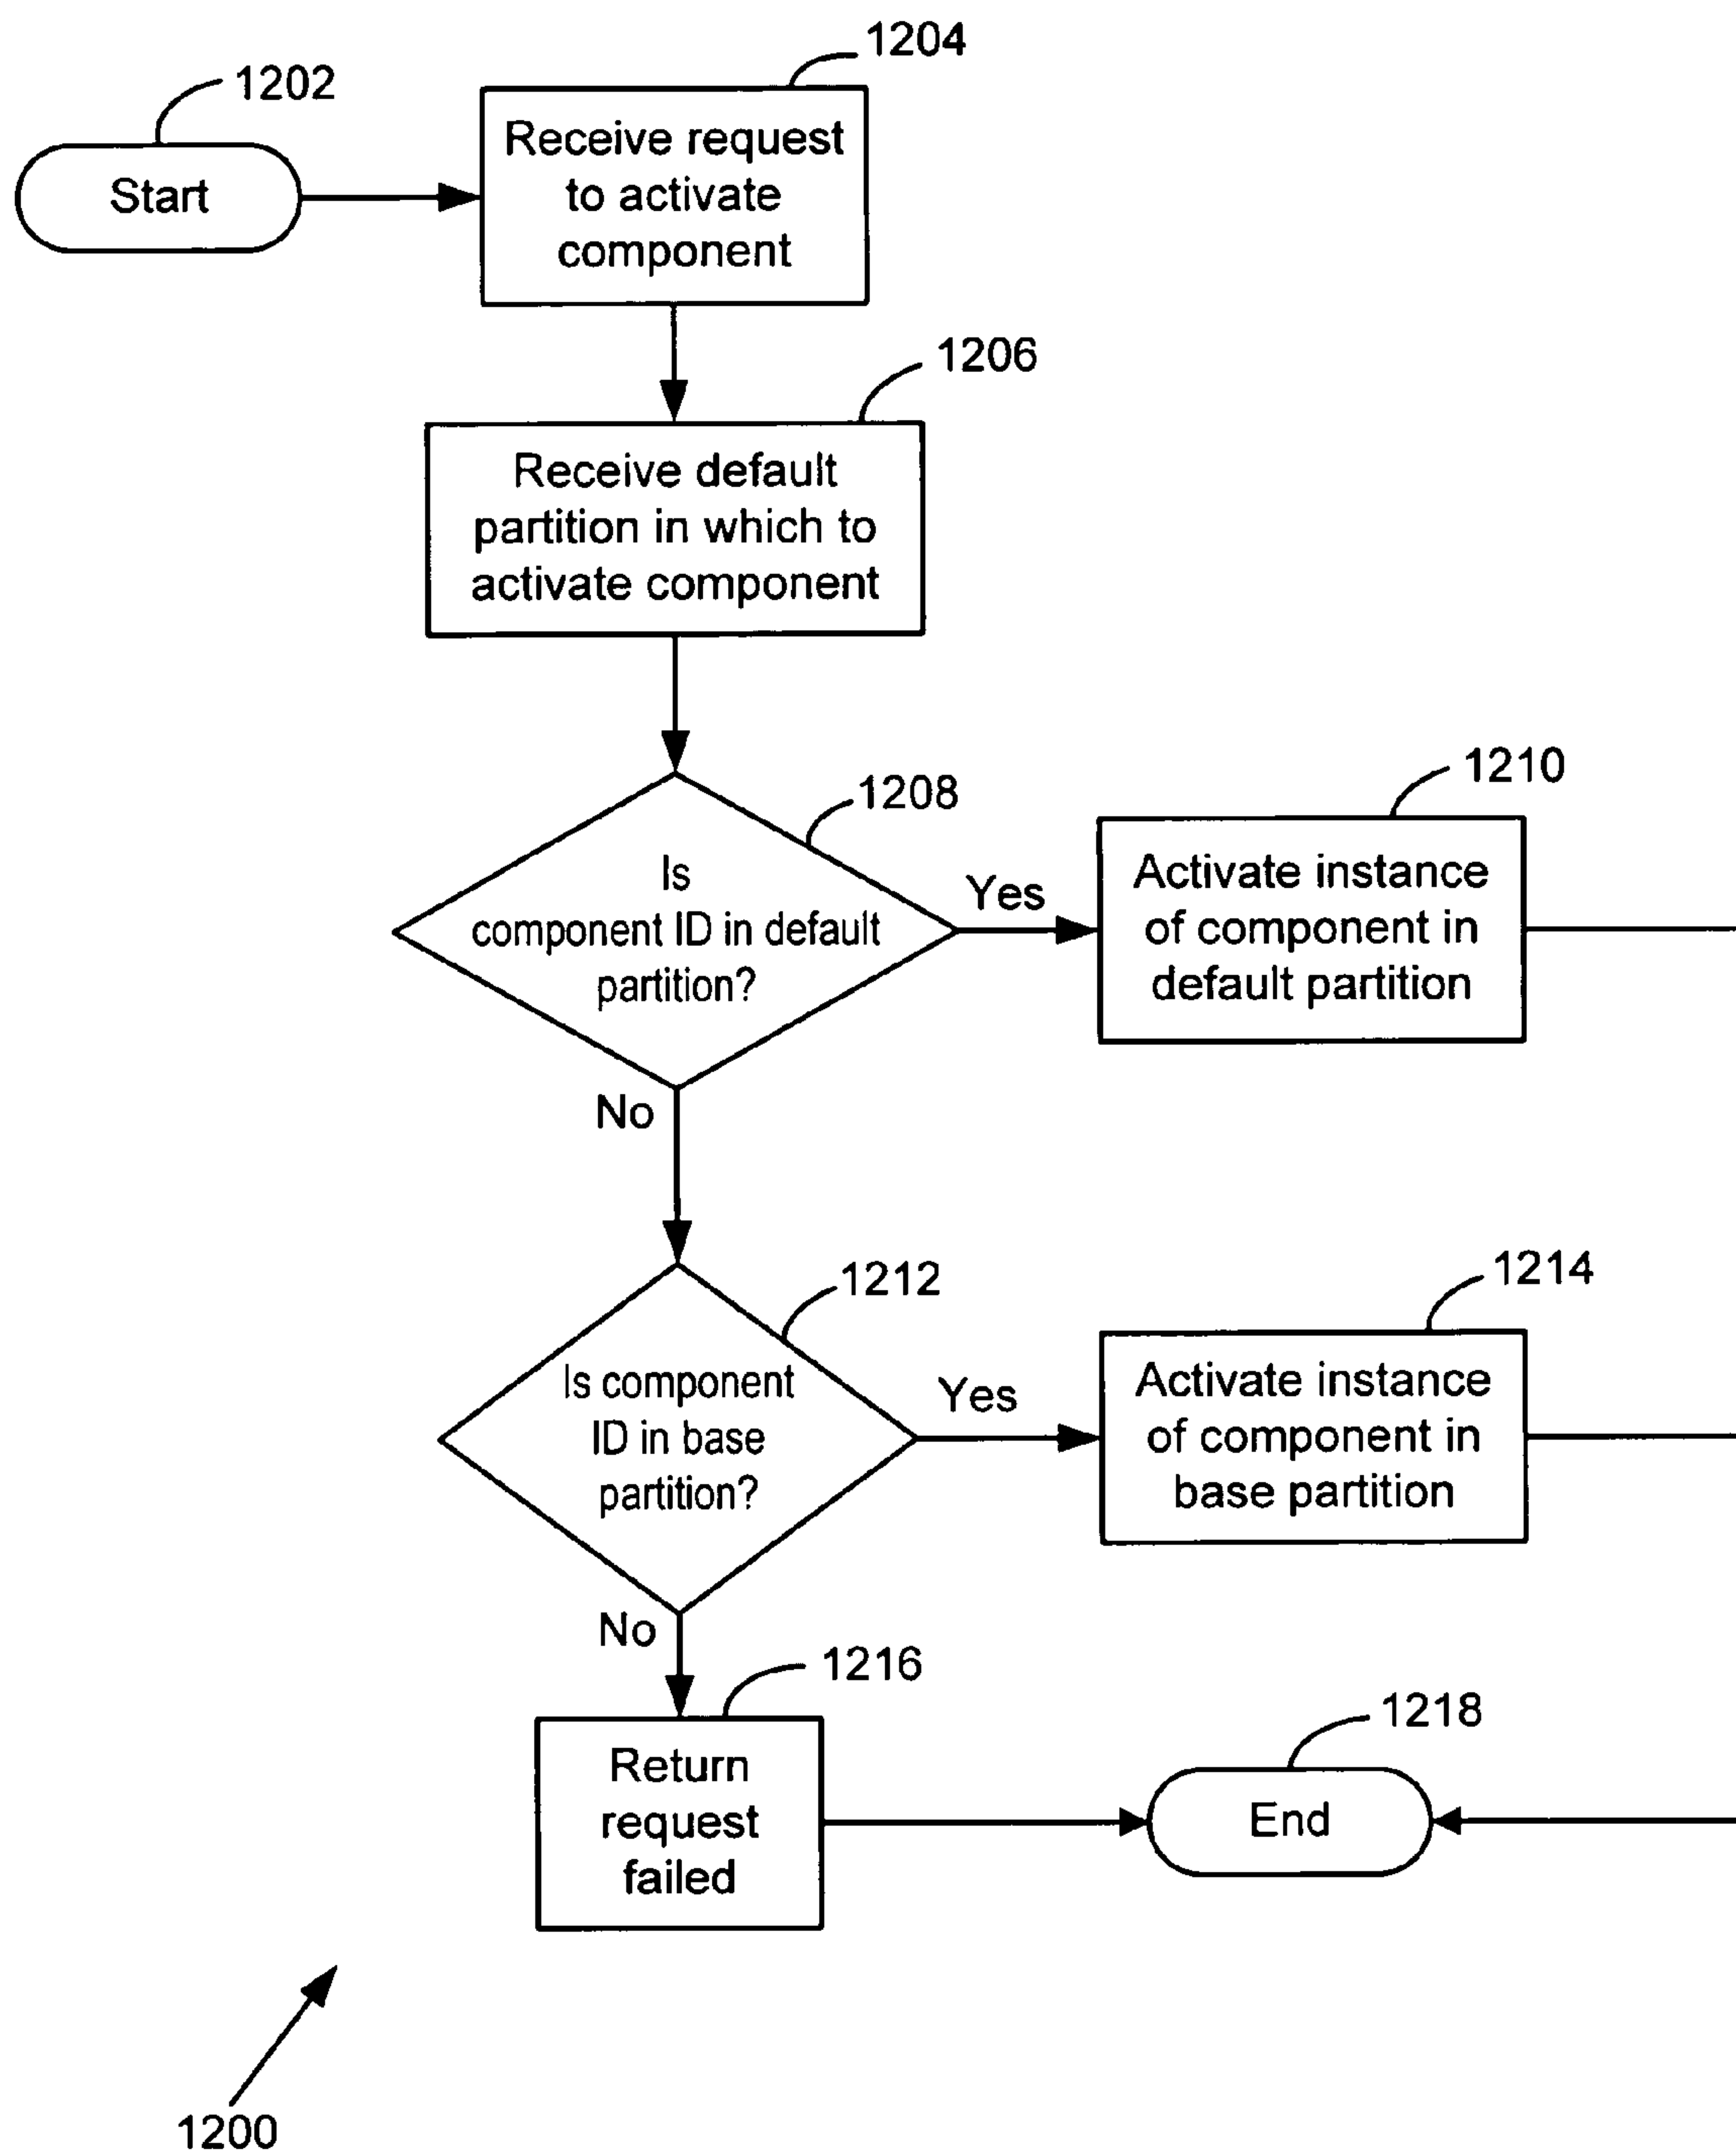 1202
Start
1204
Receive request
to activate
component
1206
Receive default
partition in which to
activate component
1208
Is
component ID in default
partition?
Yes
No
1210
Activate instance
of component in
default partition
1212
Is component
ID in base
partition?
Yes
No
1214
Activate instance
of component in
base partition
1216
Return
request
failed
1218
End
1200